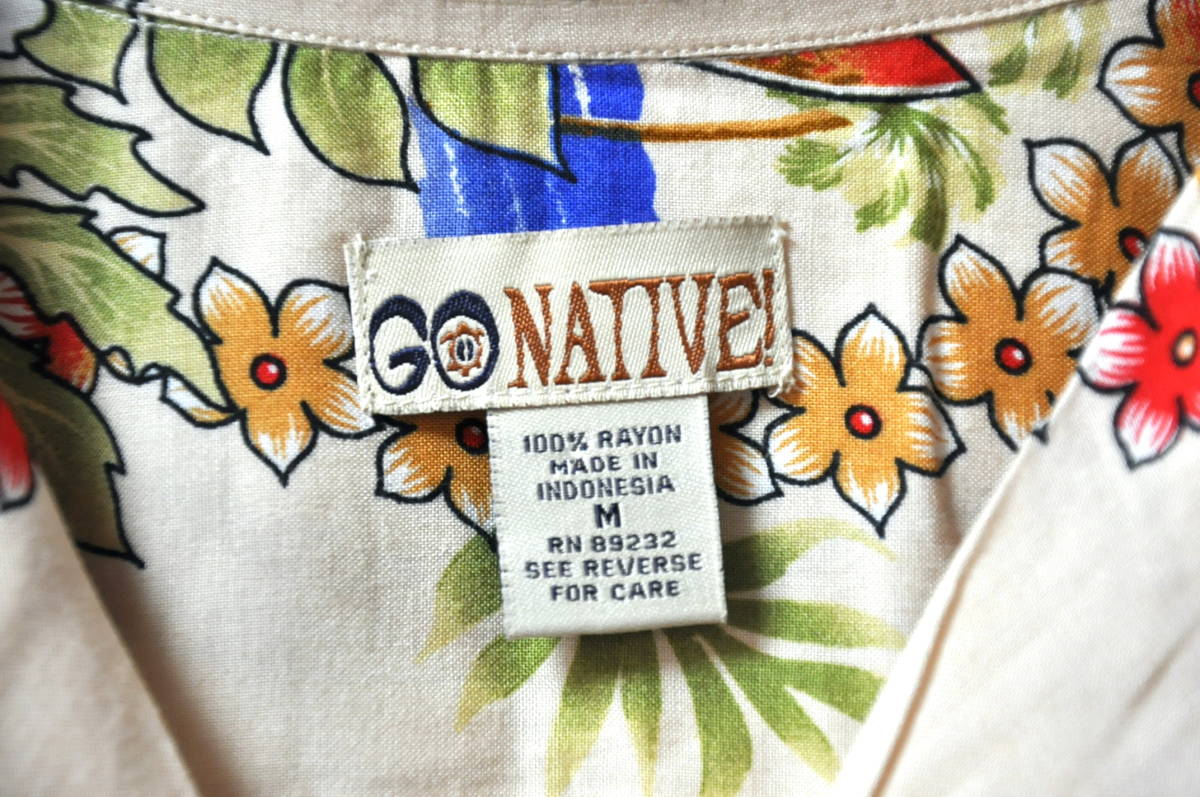 GO NATIVE!
100% RAYON
MADE IN
INDONESIA
M
RN 89232
SEE REVERSE
FOR CARE